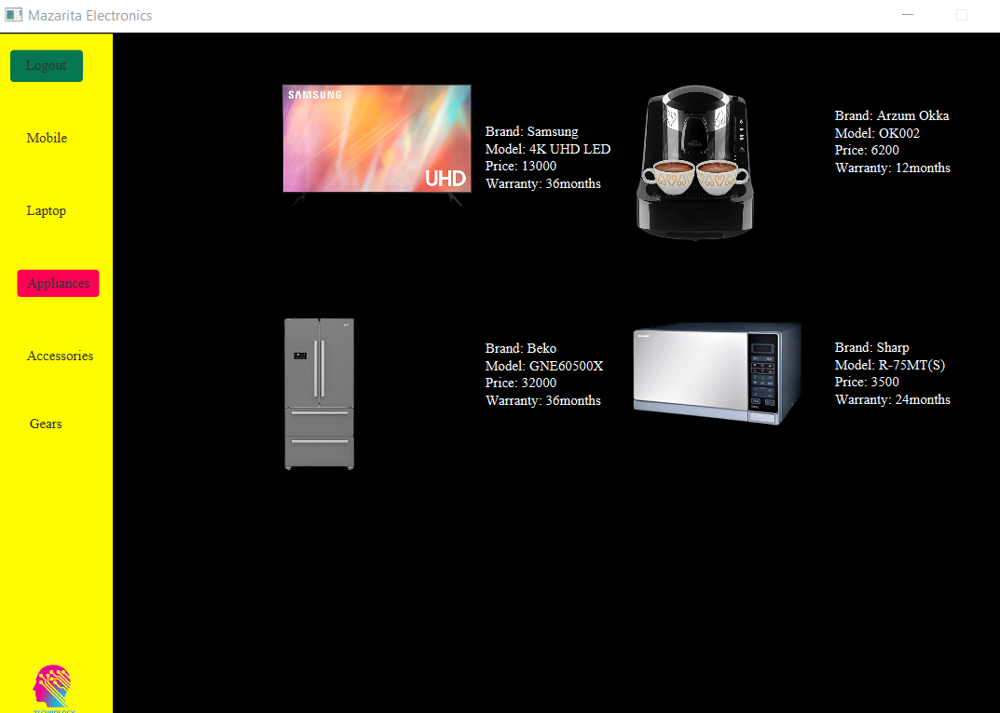 Mazarita Electronics
Logout
Mobile
Laptop
Appliances
Accessories
Gears
TECHNOLOGY
SAMSUNG
UHD
Brand: Samsung
Model: 4K UHD LED
Price: 13000
Warranty: 36months
Brand: Arzum Okka
Model: OK002
Price: 6200
Warranty: 12months
Brand: Beko
Model: GNE60500X
Price: 32000
Warranty: 36months
Brand: Sharp
Model: R-75MT(S)
Price: 3500
Warranty: 24months